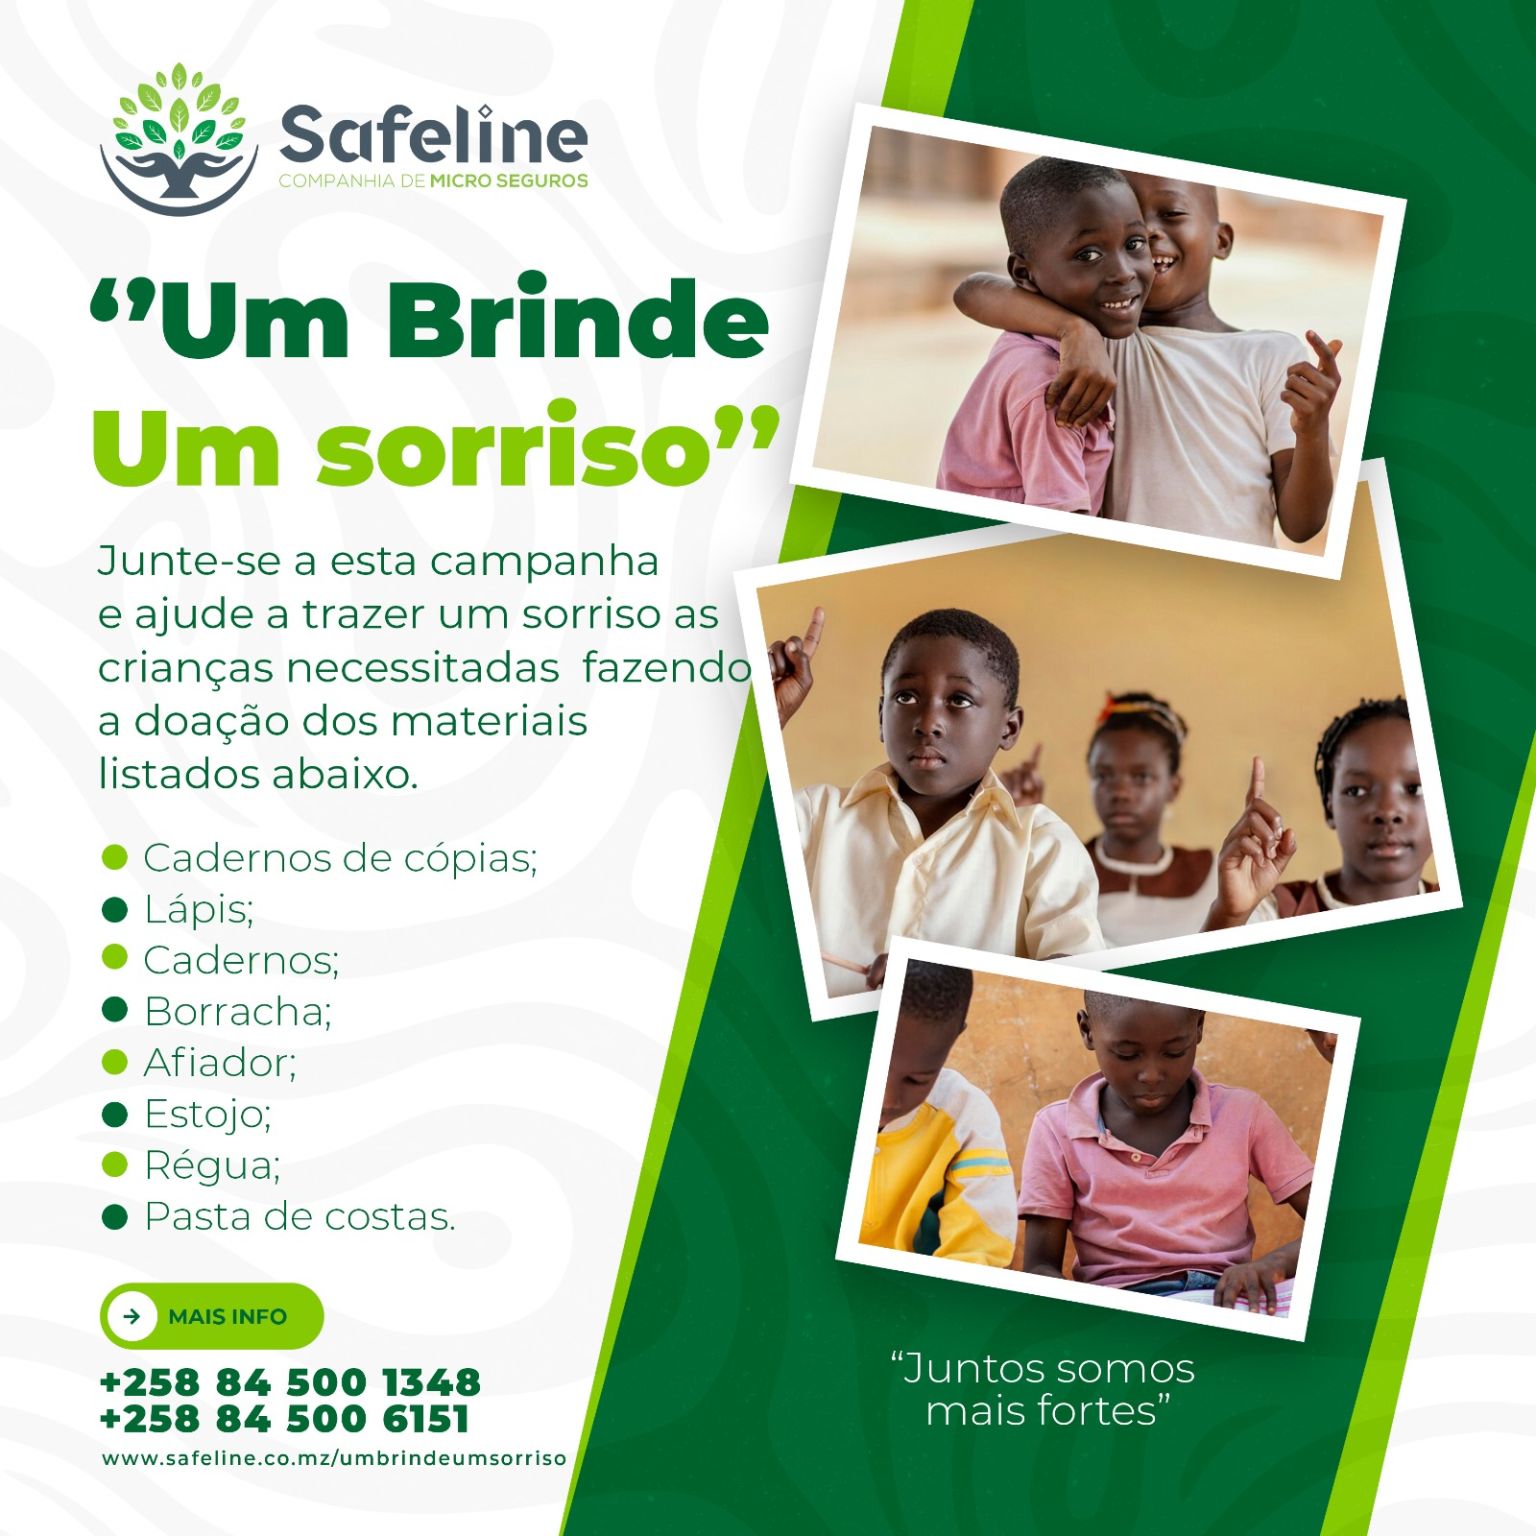 Safeline
COMPANHIA DE MICRO SEGUROS
‘’Um Brinde
Um sorriso’’
Junte-se a esta campanha
e ajude a trazer um sorriso as
crianças necessitadas fazendo
a doação dos materiais
listados abaixo.
Cadernos de cópias;
Lápis;
Cadernos;
Borracha;
Afiador;
Estojo;
Régua;
Pasta de costas.
MAIS INFO
+258 84 500 1348
+258 84 500 6151
www.safeline.co.mz/umbrindeumsorriso
“Juntos somos
mais fortes”